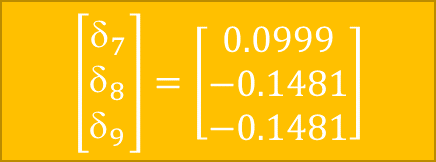 [δ₇] = [0.0999]
[δ₈] = [−0.1481]
[δ₉] = [−0.1481]